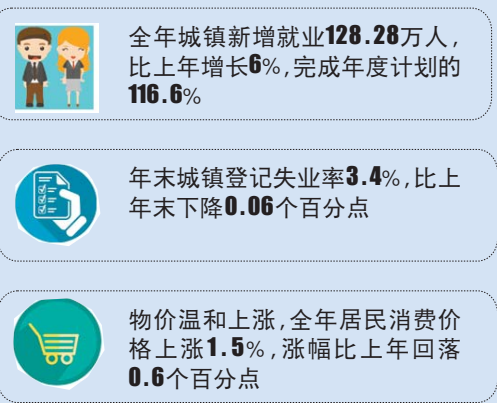 全年城镇新增就业128.28万人,
比上年增长6%,完成年度计划的
116.6%
年末城镇登记失业率3.4%,比上
年末下降0.06个百分点
物价温和上涨,全年居民消费价
格上涨1.5%,涨幅比上年回落
0.6个百分点